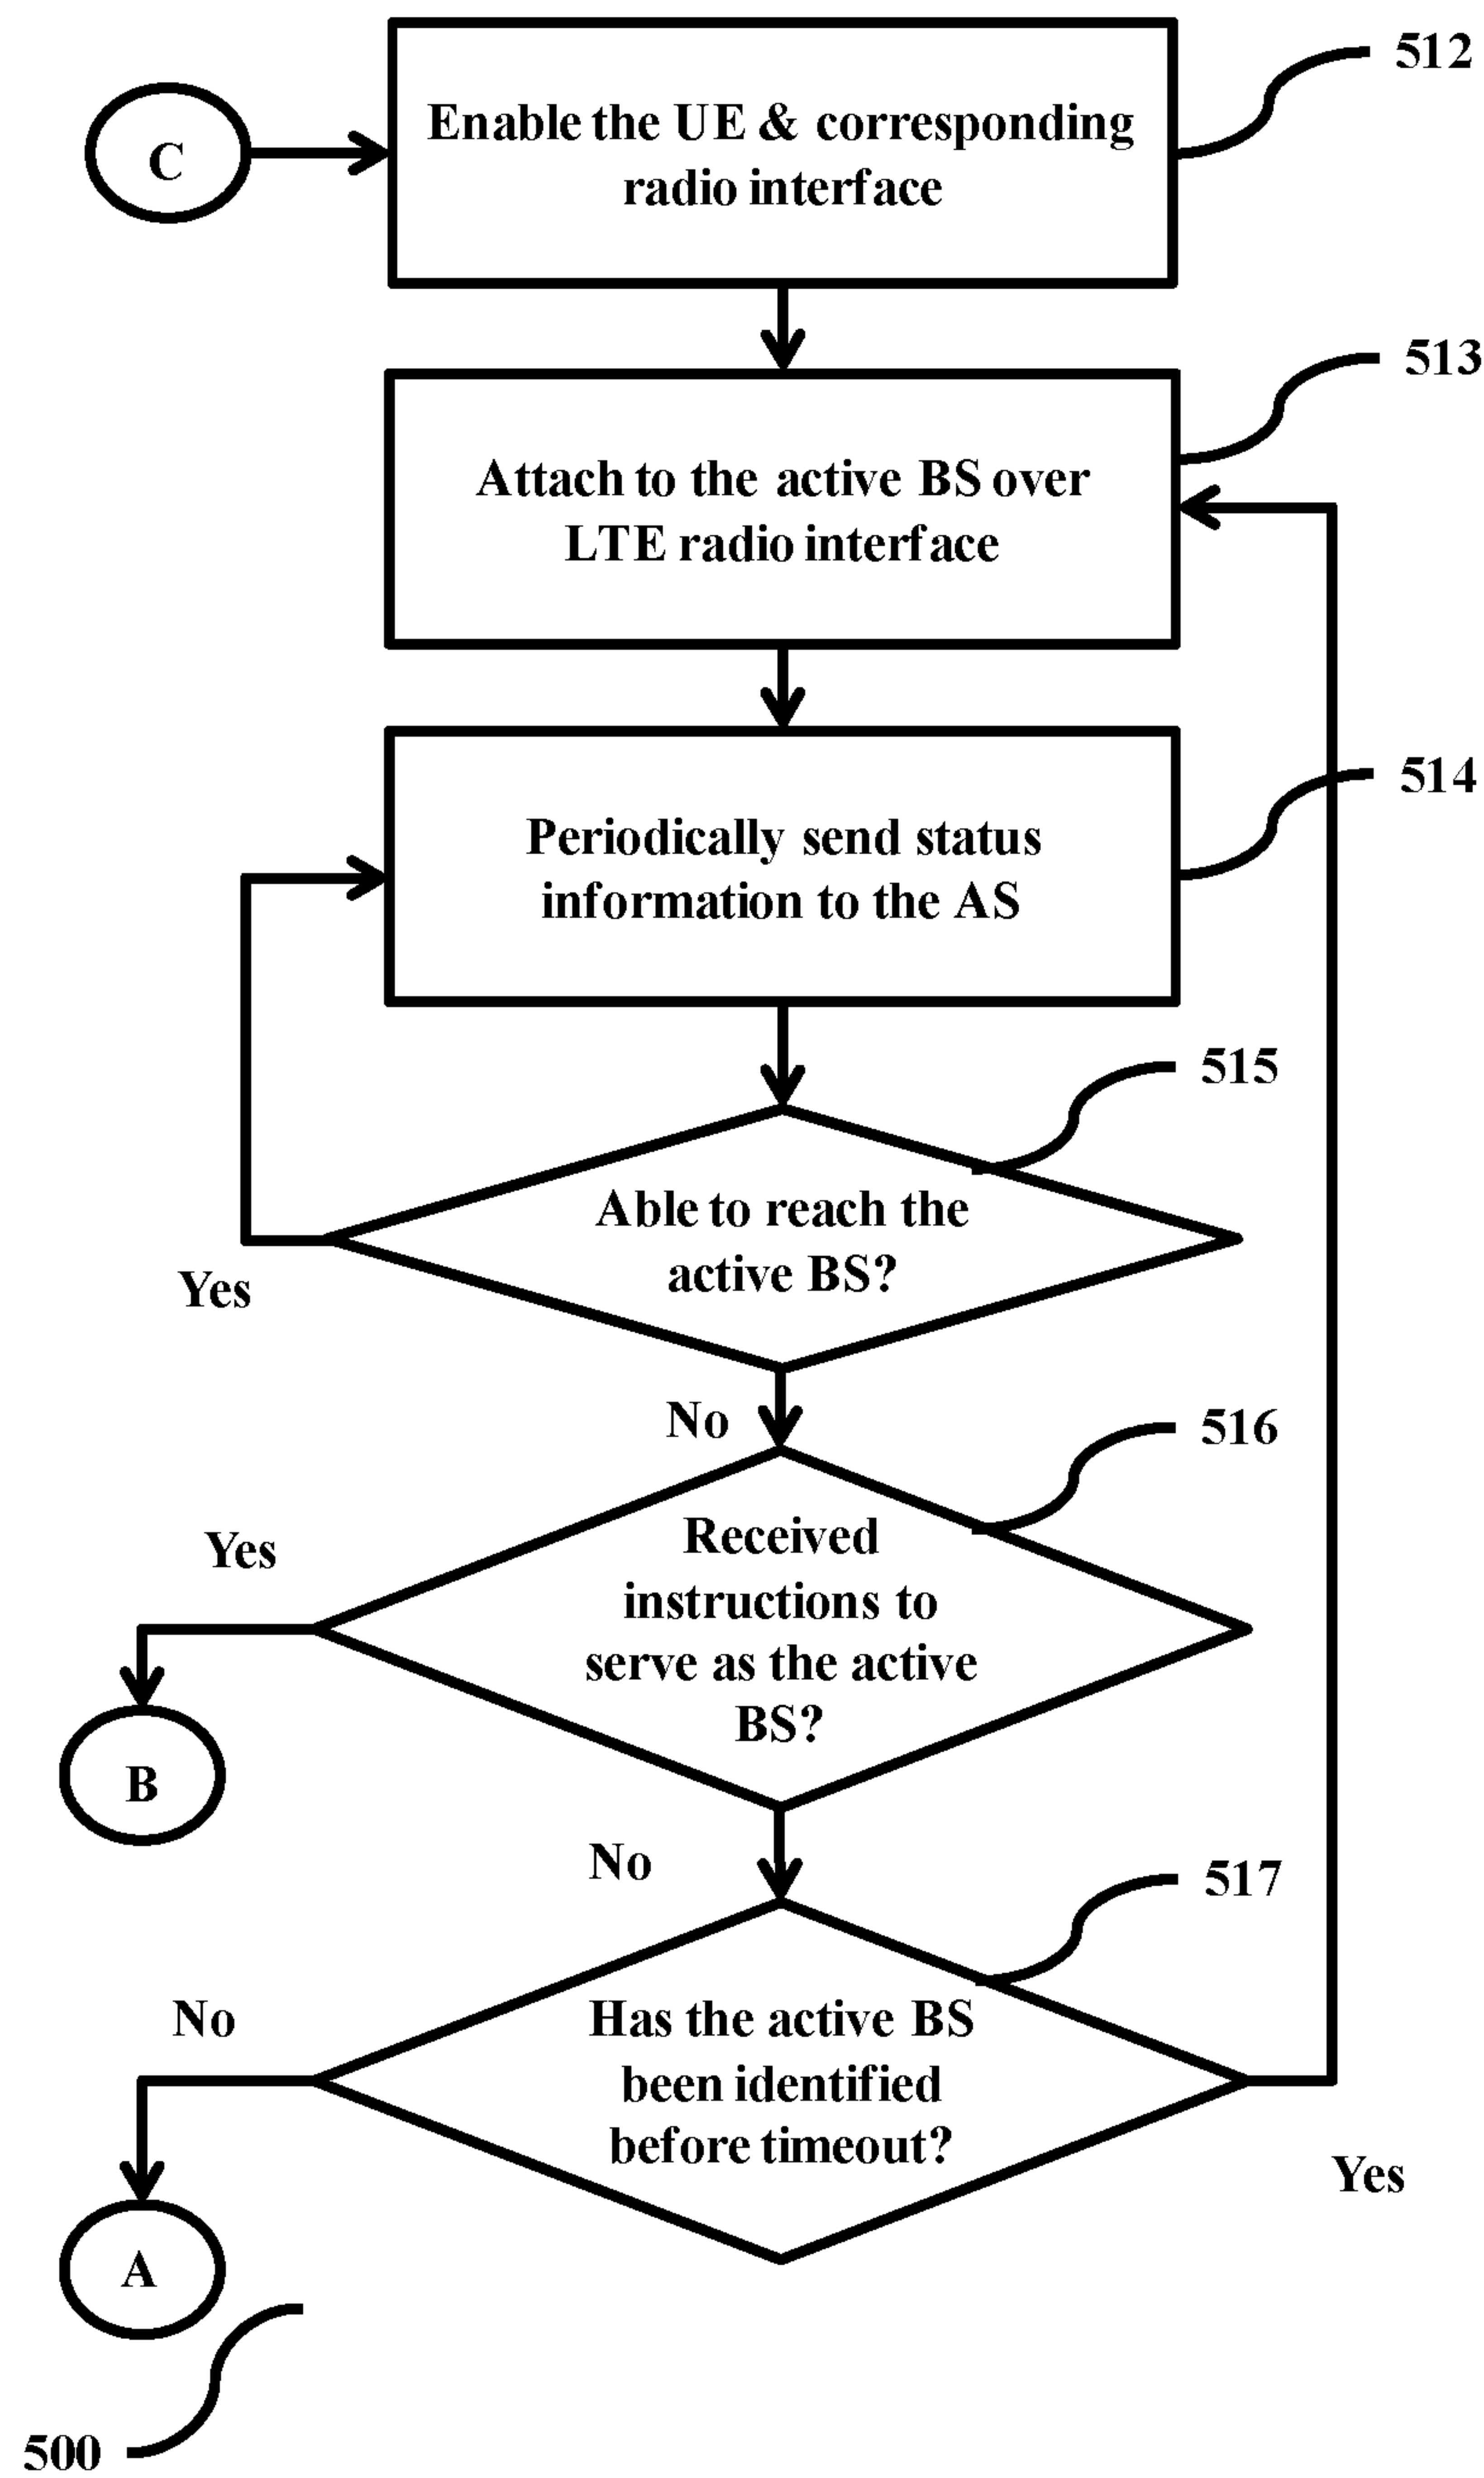 512
C
Enable the UE & corresponding
radio interface
513
Attach to the active BS over
LTE radio interface
514
Periodically send status
information to the AS
515
Able to reach the
active BS?
Yes
No
516
Yes
Received
instructions to
serve as the active
BS?
B
No
517
No
Has the active BS
been identified
before timeout?
Yes
A
500